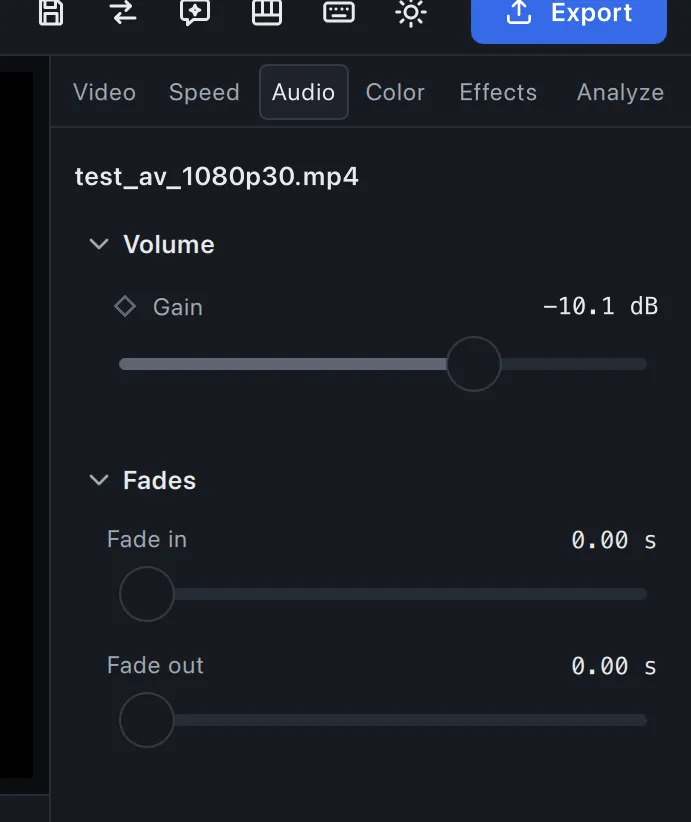 Export
Video Speed Audio Color Effects Analyze
test_av_1080p30.mp4
Volume
Gain −10.1 dB
Fades
Fade in 0.00 s
Fade out 0.00 s